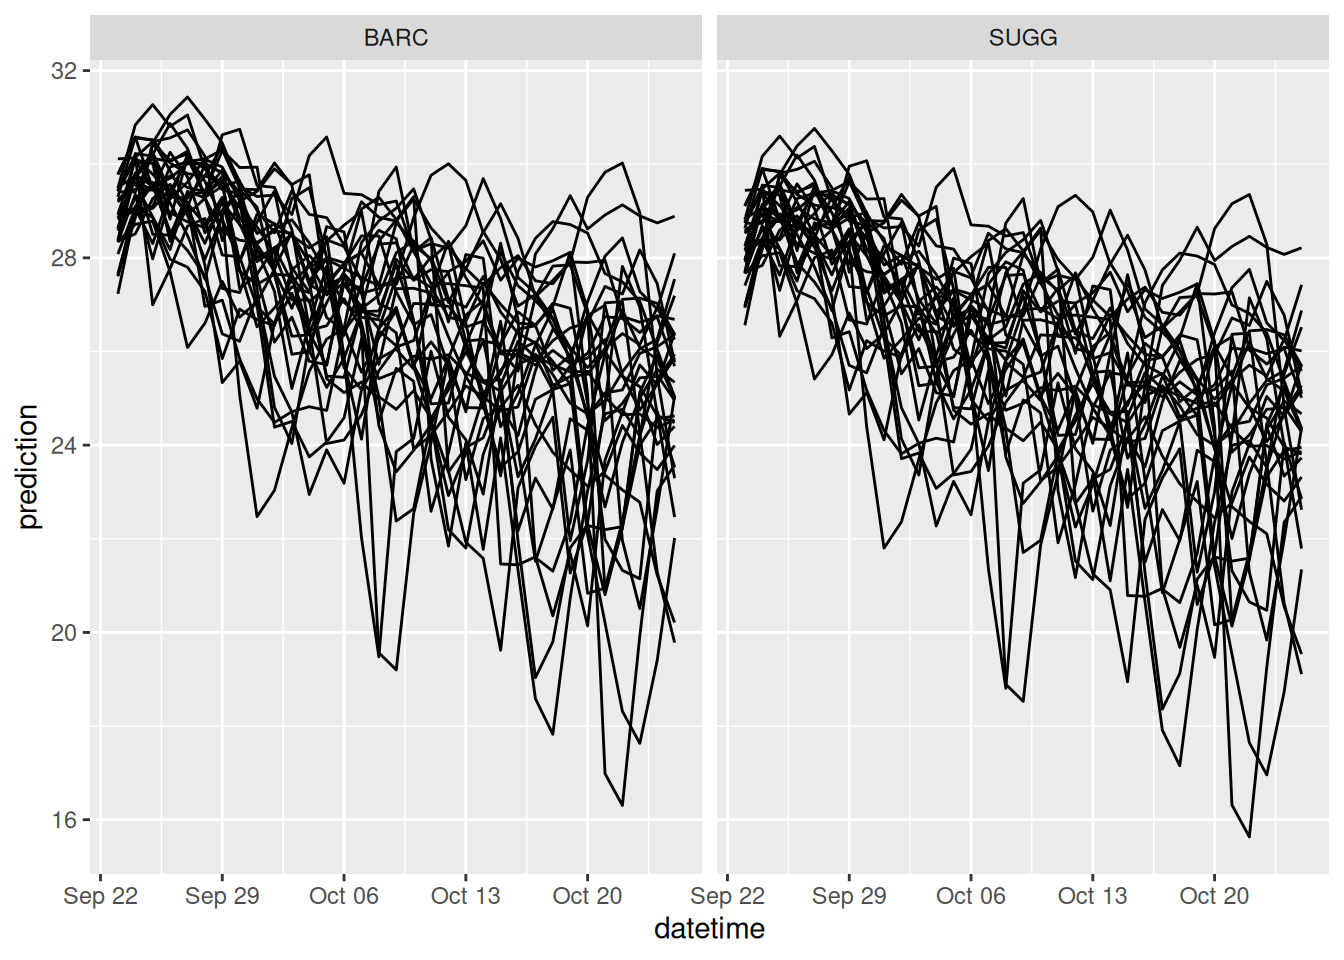 BARC
SUGG
32
28
24
20
16
prediction
Sep 22
Sep 29
Oct 06
Oct 13
Oct 20
Sep 22
Sep 29
Oct 06
Oct 13
Oct 20
datetime